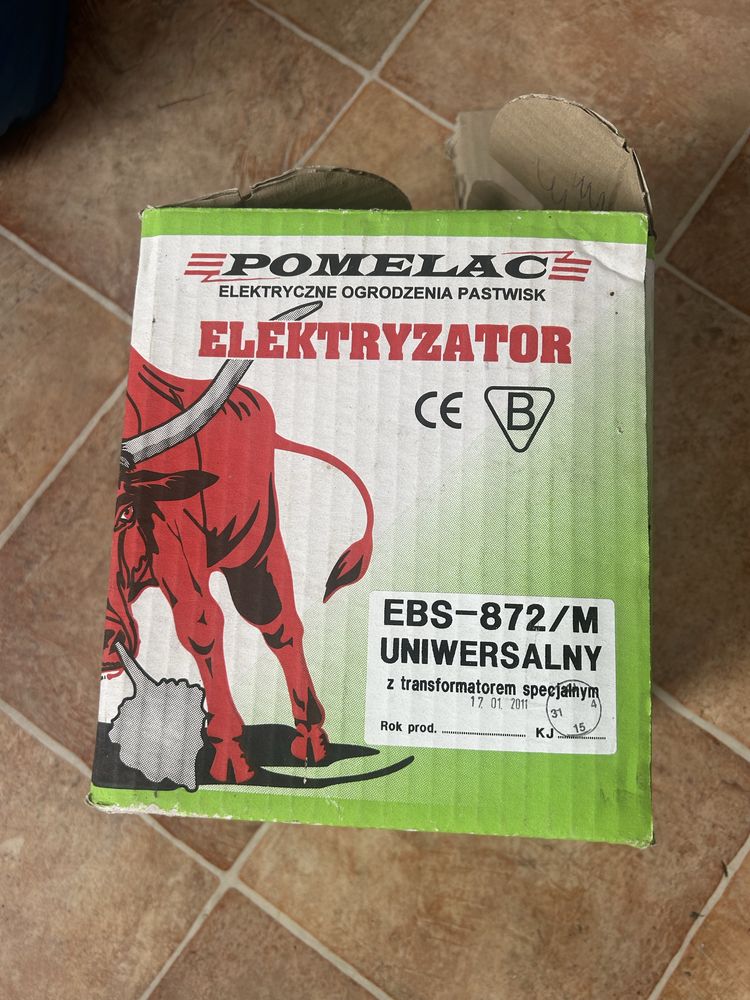 POMELAC
ELEKTRYCZNE OGRODZENIA PASTWISK
ELEKTRYZATOR
CE B
EBS-872/M
UNIWERSALNY
z transformatorem specjalnym
17. 01. 2011
31 4
15
Rok prod. .......................... KJ ..............